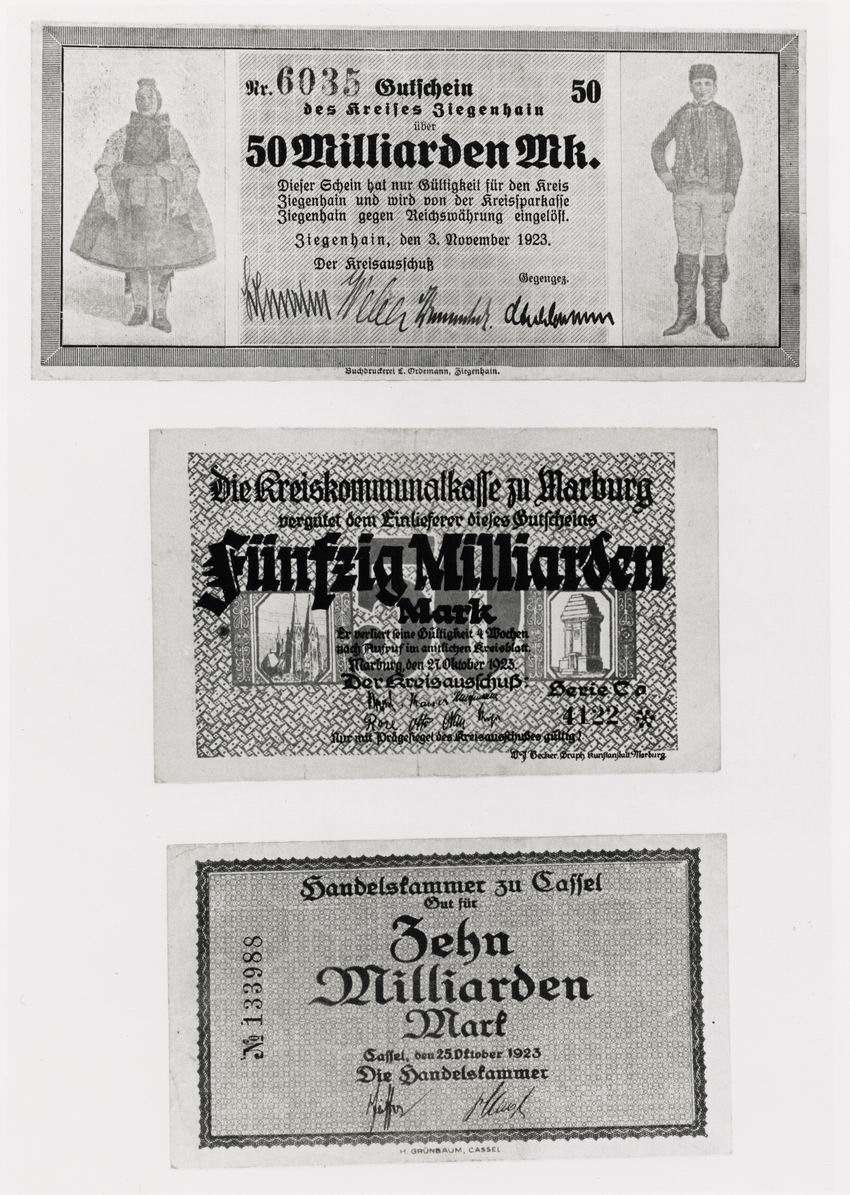 Nr. 6035 Gutschein 50
des Kreises Ziegenhain
über
50 Milliarden Mk.
Dieser Schein hat nur Gültigkeit für den Kreis
Ziegenhain und wird von der Kreissparkasse
Ziegenhain gegen Reichswährung eingelöst.
Ziegenhain, den 3. November 1923.
Der Kreisausschuß
Gegengez.
Weber
Buchdruckerei L. Ordemann, Ziegenhain.
Die Kreiskommunalkasse zu Marburg
vergütet dem Einlieferer dieses Gutscheins
Fünfzig Milliarden
Mark
Er verliert seine Gültigkeit 4 Wochen
nach Aufruf im amtlichen Kreisblatt.
Marburg, den 27. Oktober 1923.
Der Kreisausschuß:
Serie C a
4122 *
Nur mit Prägesiegel des Kreisausschußes gültig!
Becker, Graph. Kunstanstalt Marburg.
Handelskammer zu Cassel
Gut für
Zehn
Milliarden
Mark
Cassel, den 25. Oktober 1923
Die Handelskammer
№ 133988
H. GRÜNBAUM, CASSEL